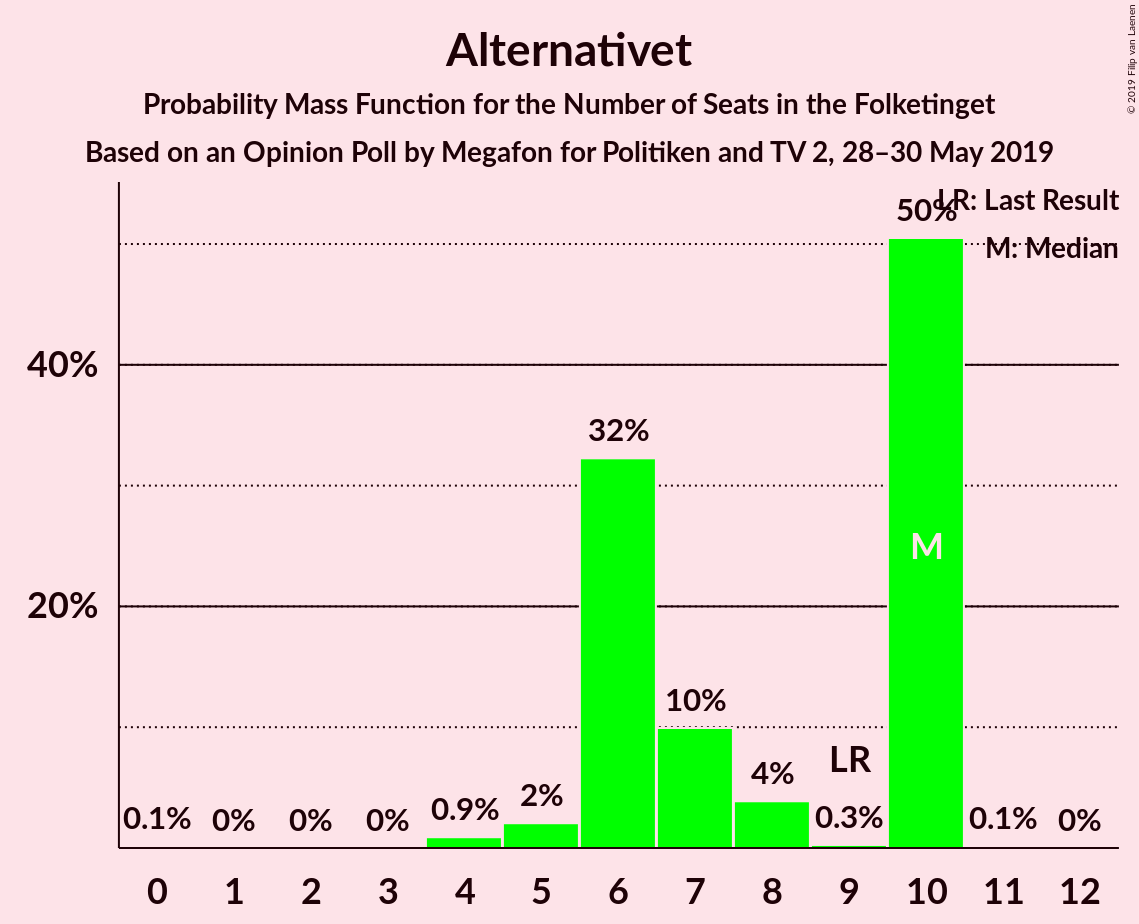 Alternativet
Probability Mass Function for the Number of Seats in the Folketinget
Based on an Opinion Poll by Megafon for Politiken and TV 2, 28–30 May 2019
© 2019 Filip van Laenen
LR: Last Result
M: Median
50%
40%
32%
M
20%
10%
LR
4%
2%
0.9%
0.1% 0% 0% 0% 0.3% 0.1% 0%
0 1 2 3 4 5 6 7 8 9 10 11 12